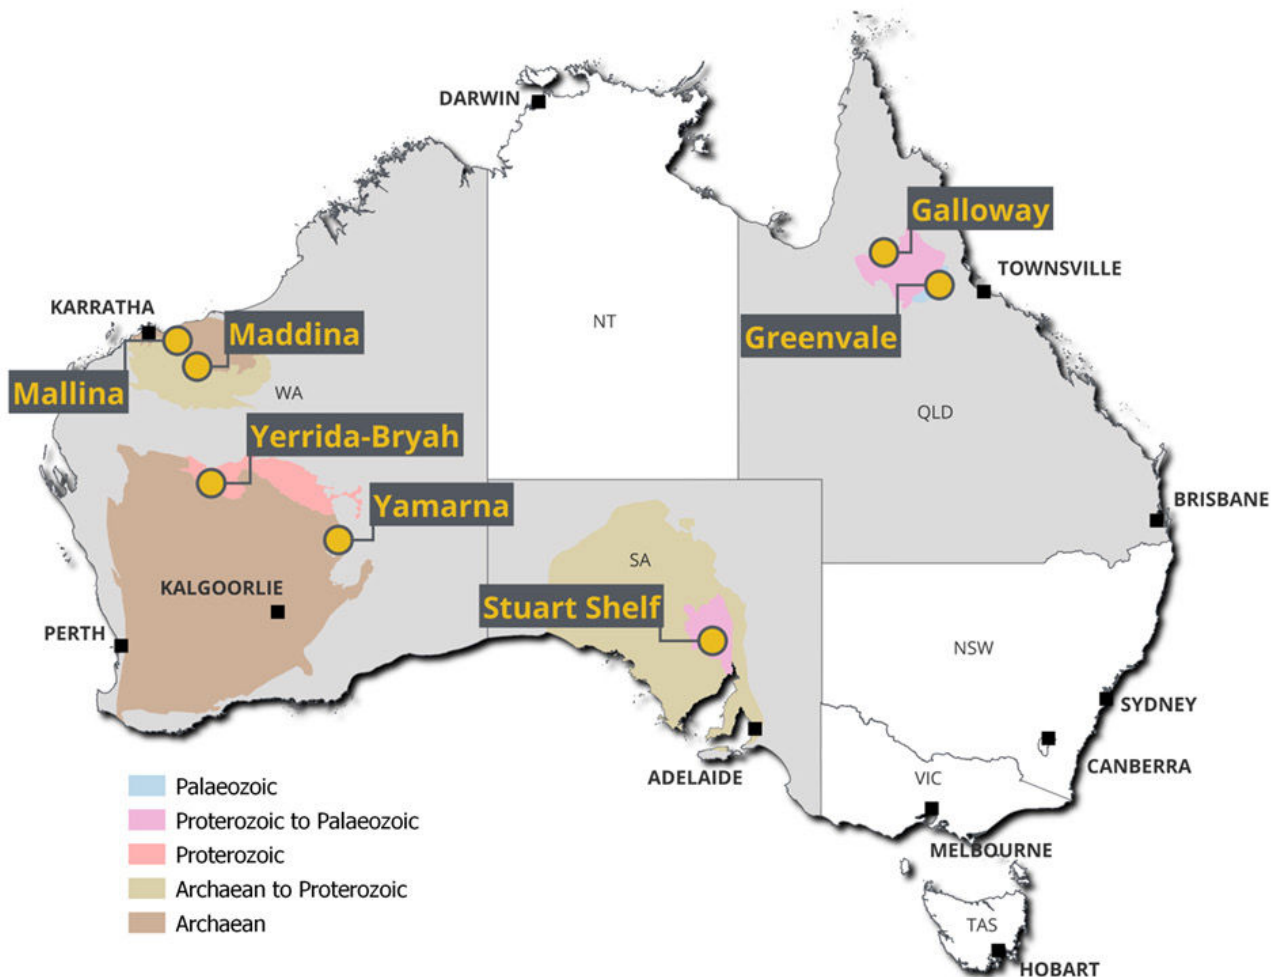 DARWIN
Galloway
TOWNSVILLE
KARRATHA
NT
Maddina
Greenvale
Mallina
WA
QLD
Yerrida-Bryah
Yamarna
BRISBANE
SA
KALGOORLIE
Stuart Shelf
PERTH
NSW
SYDNEY
CANBERRA
ADELAIDE
VIC
Palaeozoic
Proterozoic to Palaeozoic
MELBOURNE
Proterozoic
Archaean to Proterozoic
Archaean
TAS
HOBART